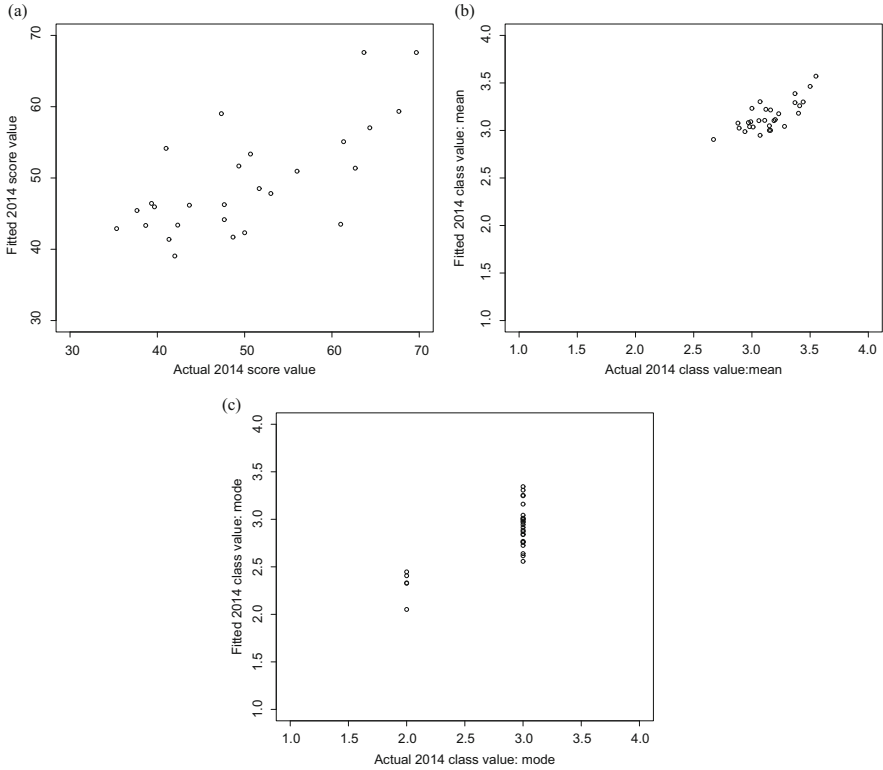 (a)
70
60
50
40
30
Fitted 2014 score value
30 40 50 60 70
Actual 2014 score value
(b)
4.0
3.5
3.0
2.5
2.0
1.5
1.0
Fitted 2014 class value: mean
1.0 1.5 2.0 2.5 3.0 3.5 4.0
Actual 2014 class value:mean
(c)
4.0
3.5
3.0
2.5
2.0
1.5
1.0
Fitted 2014 class value: mode
1.0 1.5 2.0 2.5 3.0 3.5 4.0
Actual 2014 class value: mode